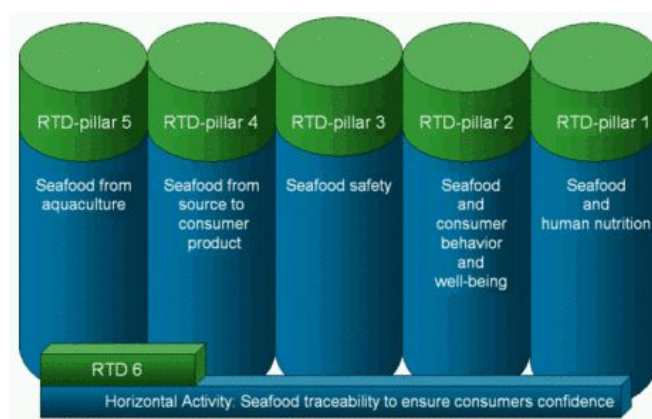 RTD-pillar 5
RTD-pillar 4
RTD-pillar 3
RTD-pillar 2
RTD-pillar 1
Seafood from
aquaculture
Seafood from
source to
consumer
product
Seafood safety
Seafood
and
consumer
behavior
and
well-being
Seafood
and
human nutrition
RTD 6
Horizontal Activity: Seafood traceability to ensure consumers confidence